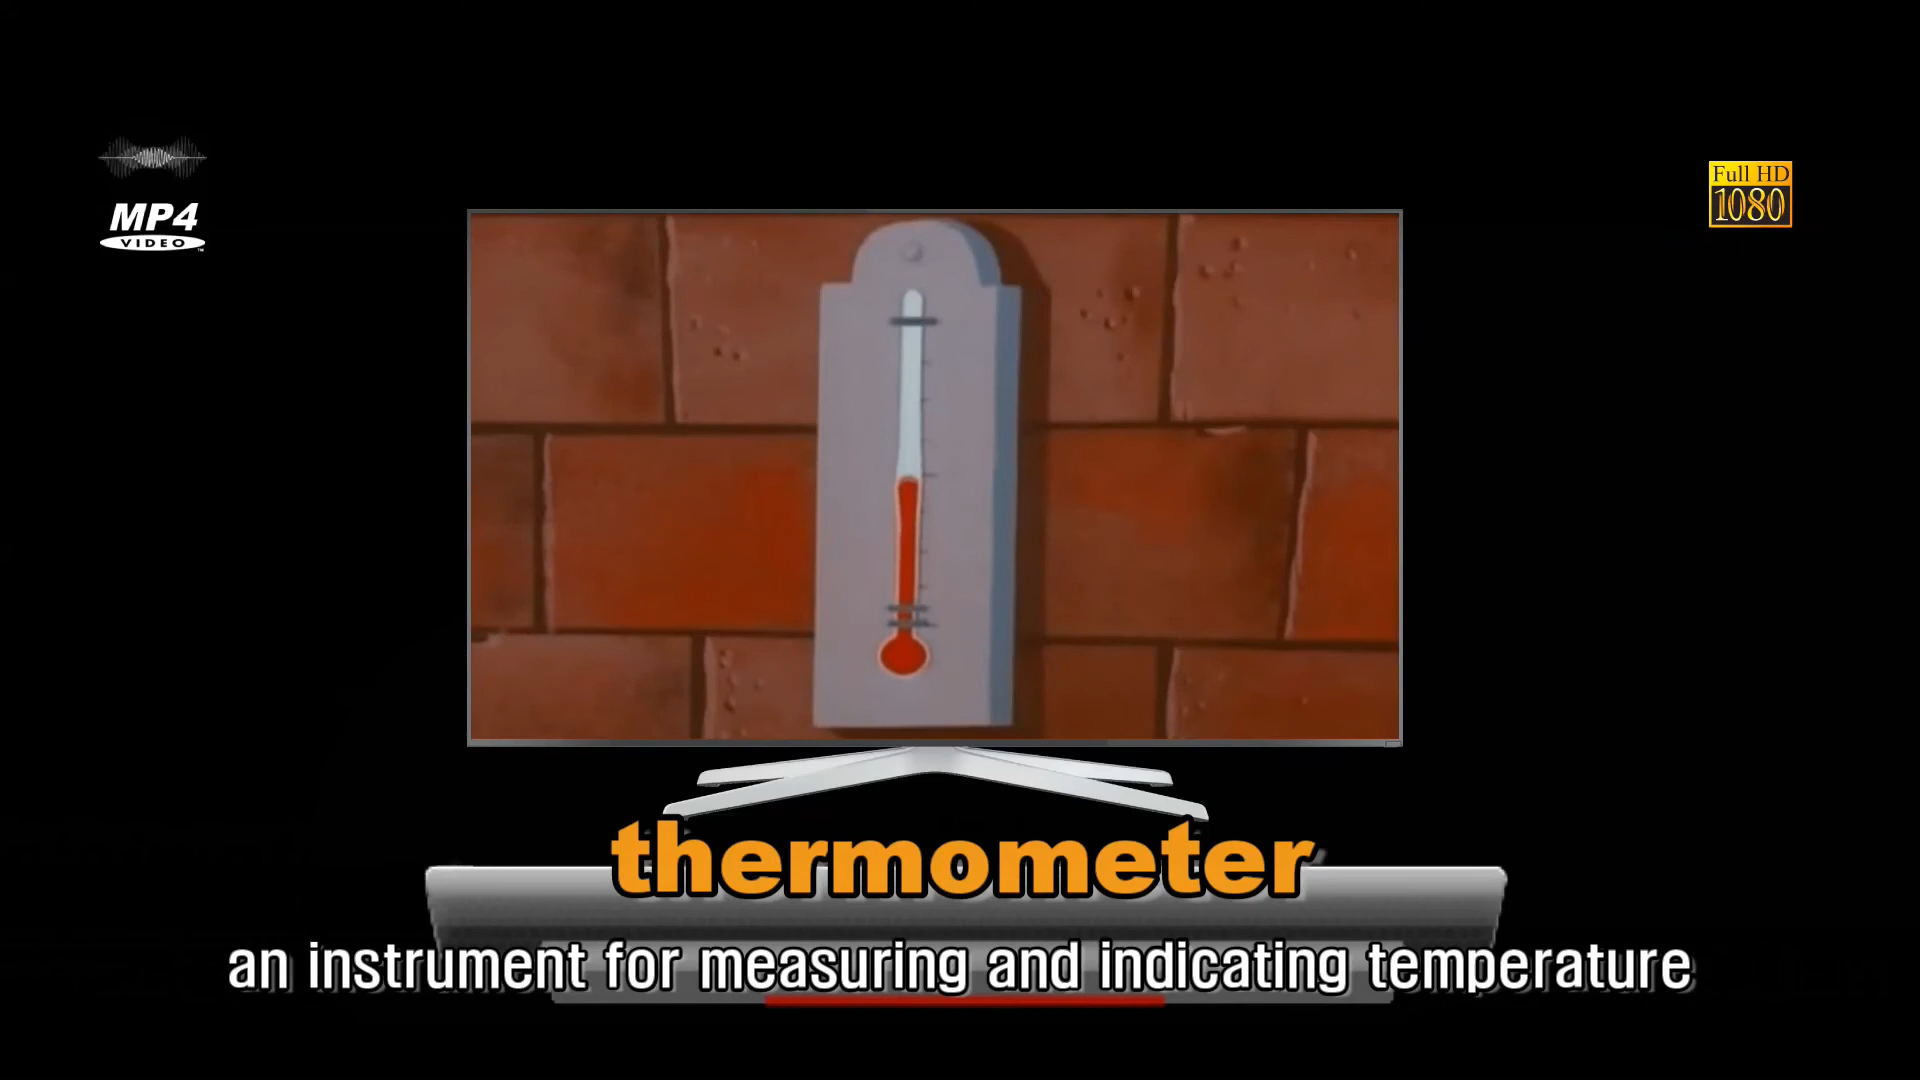 MP4
VIDEO
Full HD
1080
thermometer
an instrument for measuring and indicating temperature